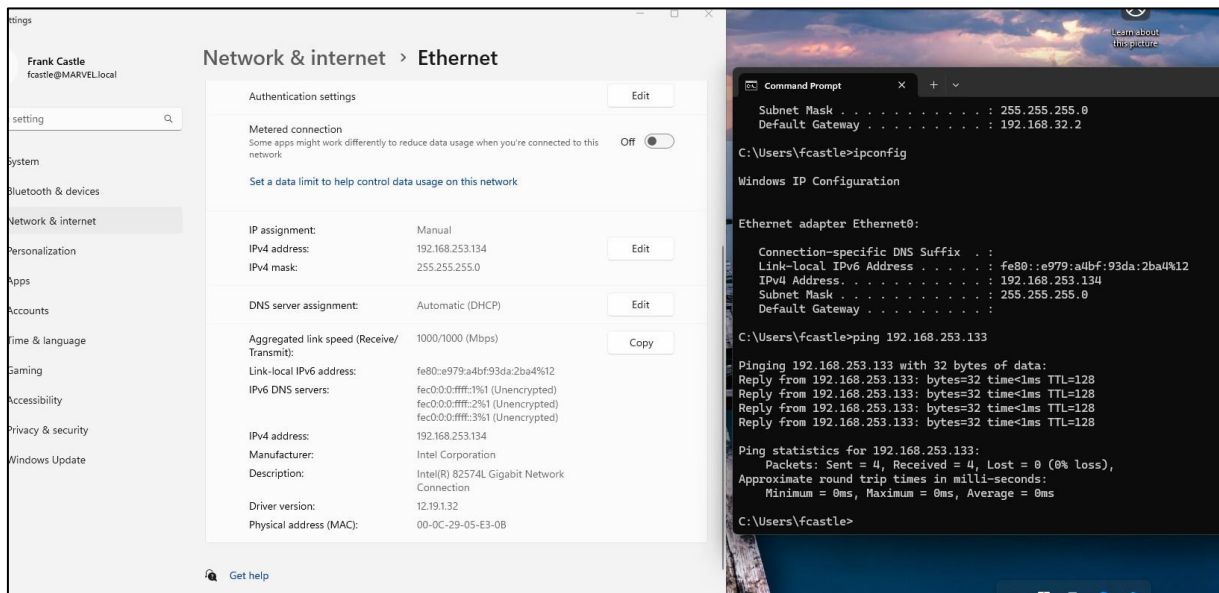 ttings
Frank Castle
fcastle@MARVEL.local
setting
System
Bluetooth & devices
Network & internet
Personalization
Apps
Accounts
Time & language
Gaming
Accessibility
Privacy & security
Windows Update
Network & internet > Ethernet
Authentication settings
Edit
Metered connection
Some apps might work differently to reduce data usage when you're connected to this
network
Off
Set a data limit to help control data usage on this network
IP assignment: Manual
IPv4 address: 192.168.253.134
IPv4 mask: 255.255.255.0
Edit
DNS server assignment: Automatic (DHCP)
Edit
Aggregated link speed (Receive/
Transmit): 1000/1000 (Mbps)
Copy
Link-local IPv6 address: fe80::e979:a4bf:93da:2ba4%12
IPv6 DNS servers: fec0:0:0:ffff::1%1 (Unencrypted)
fec0:0:0:ffff::2%1 (Unencrypted)
fec0:0:0:ffff::3%1 (Unencrypted)
IPv4 address: 192.168.253.134
Manufacturer: Intel Corporation
Description: Intel(R) 82574L Gigabit Network
Connection
Driver version: 12.19.1.32
Physical address (MAC): 00-0C-29-05-E3-0B
Get help
Learn about
this picture
Command Prompt
Subnet Mask . . . . . . . . . . . : 255.255.255.0
Default Gateway . . . . . . . . . : 192.168.32.2
C:\Users\fcastle>ipconfig
Windows IP Configuration
Ethernet adapter Ethernet0:
Connection-specific DNS Suffix  . :
Link-local IPv6 Address . . . . . : fe80::e979:a4bf:93da:2ba4%12
IPv4 Address. . . . . . . . . . . : 192.168.253.134
Subnet Mask . . . . . . . . . . . : 255.255.255.0
Default Gateway . . . . . . . . . :
C:\Users\fcastle>ping 192.168.253.133
Pinging 192.168.253.133 with 32 bytes of data:
Reply from 192.168.253.133: bytes=32 time<1ms TTL=128
Reply from 192.168.253.133: bytes=32 time<1ms TTL=128
Reply from 192.168.253.133: bytes=32 time<1ms TTL=128
Reply from 192.168.253.133: bytes=32 time<1ms TTL=128
Ping statistics for 192.168.253.133:
Packets: Sent = 4, Received = 4, Lost = 0 (0% loss),
Approximate round trip times in milli-seconds:
Minimum = 0ms, Maximum = 0ms, Average = 0ms
C:\Users\fcastle>